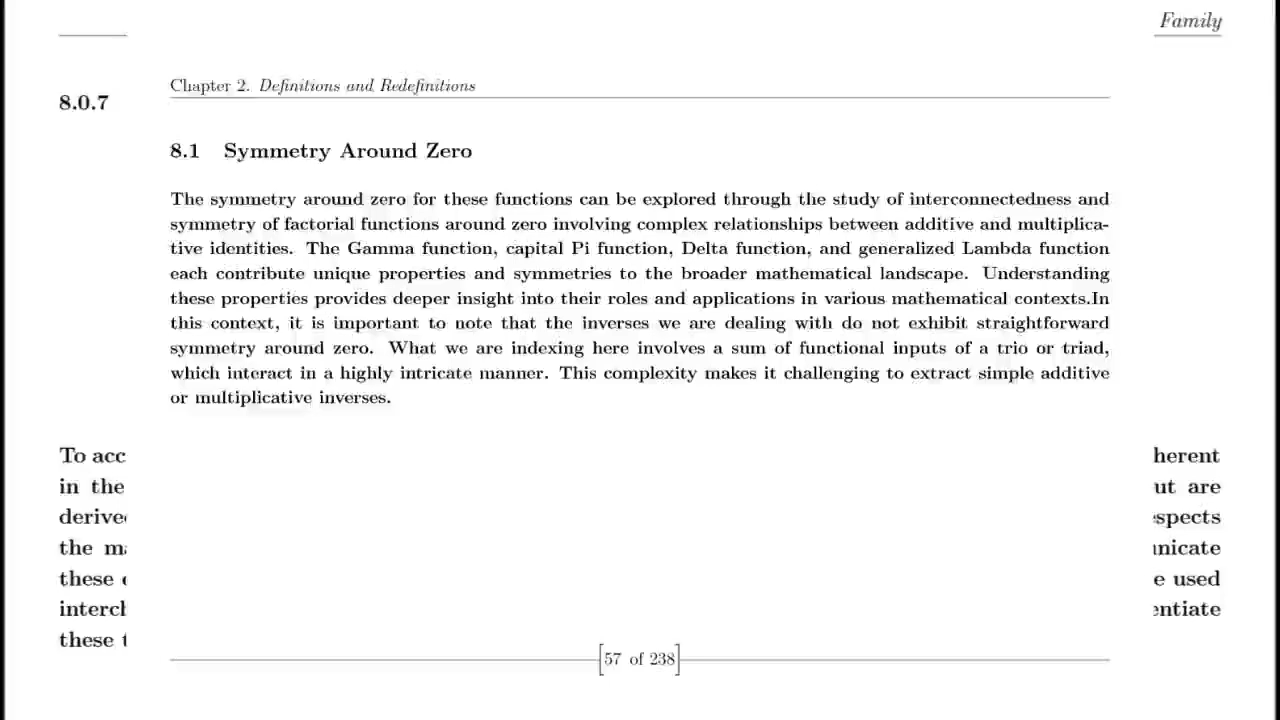 Family
Chapter 2. Definitions and Redefinitions
8.0.7
8.1 Symmetry Around Zero
The symmetry around zero for these functions can be explored through the study of interconnectedness and
symmetry of factorial functions around zero involving complex relationships between additive and multiplica-
tive identities. The Gamma function, capital Pi function, Delta function, and generalized Lambda function
each contribute unique properties and symmetries to the broader mathematical landscape. Understanding
these properties provides deeper insight into their roles and applications in various mathematical contexts.In
this context, it is important to note that the inverses we are dealing with do not exhibit straightforward
symmetry around zero. What we are indexing here involves a sum of functional inputs of a trio or triad,
which interact in a highly intricate manner. This complexity makes it challenging to extract simple additive
or multiplicative inverses.
To acc herent
in the ut are
derive spects
the m nicate
these e used
interch entiate
these t
[57 of 238]